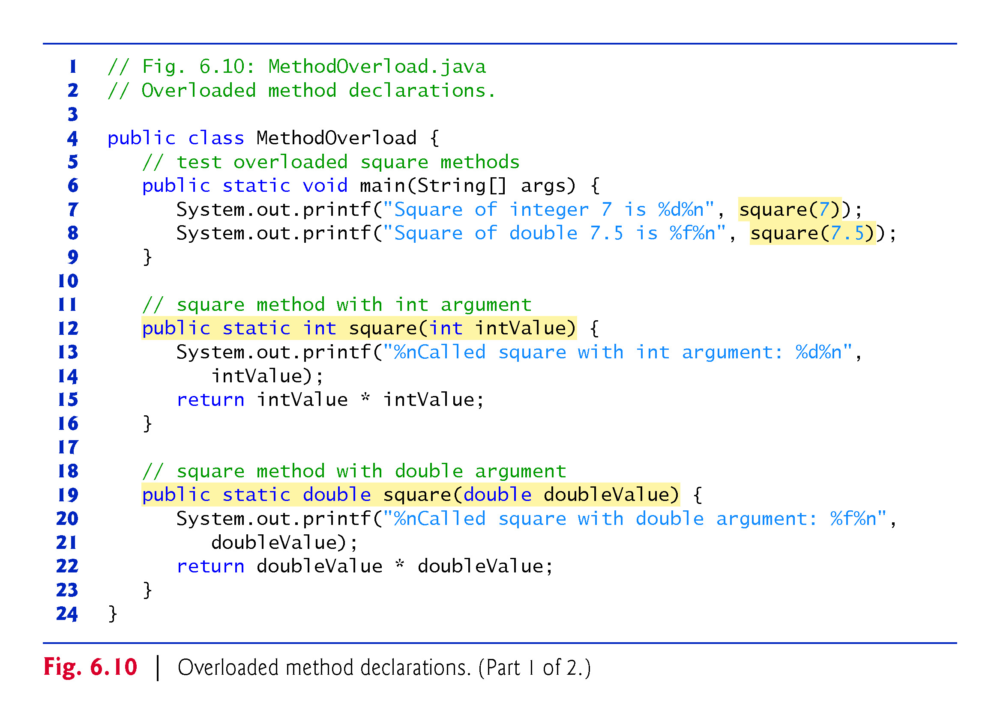 1 // Fig. 6.10: MethodOverload.java
2 // Overloaded method declarations.
3
4 public class MethodOverload {
5    // test overloaded square methods
6    public static void main(String[] args) {
7       System.out.printf("Square of integer 7 is %d%n", square(7));
8       System.out.printf("Square of double 7.5 is %f%n", square(7.5));
9    }
10
11    // square method with int argument
12    public static int square(int intValue) {
13       System.out.printf("%nCalled square with int argument: %d%n",
14          intValue);
15       return intValue * intValue;
16    }
17
18    // square method with double argument
19    public static double square(double doubleValue) {
20       System.out.printf("%nCalled square with double argument: %f%n",
21          doubleValue);
22       return doubleValue * doubleValue;
23    }
24 }
Fig. 6.10 | Overloaded method declarations. (Part 1 of 2.)